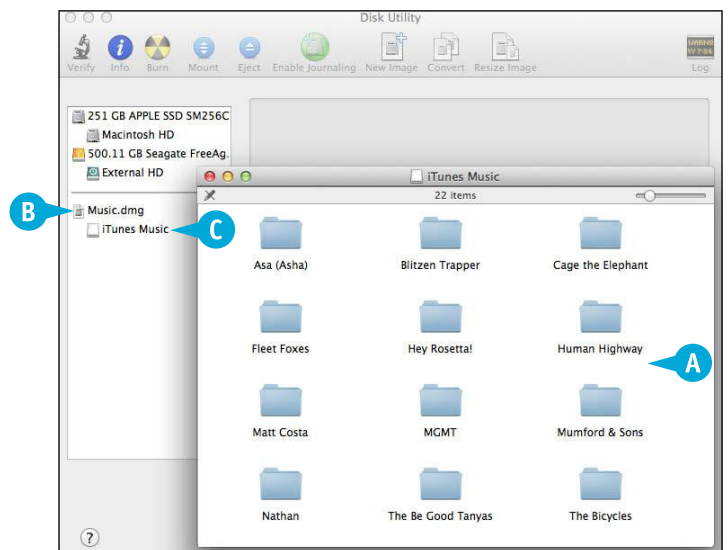 Disk Utility
Verify Info Burn Mount Eject Enable Journaling New Image Convert Resize Image Log
251 GB APPLE SSD SM256C
Macintosh HD
500.11 GB Seagate FreeAg.
External HD
Music.dmg
iTunes Music
B
C
iTunes Music
22 items
Asa (Asha) Blitzen Trapper Cage the Elephant
Fleet Foxes Hey Rosetta! Human Highway
A
Matt Costa MGMT Mumford & Sons
Nathan The Be Good Tanyas The Bicycles
?